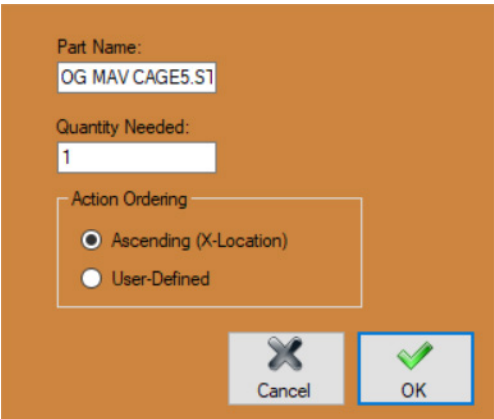 Part Name:
OG MAV CAGE5.ST
Quantity Needed:
1
Action Ordering
Ascending (X-Location)
User-Defined
Cancel
OK